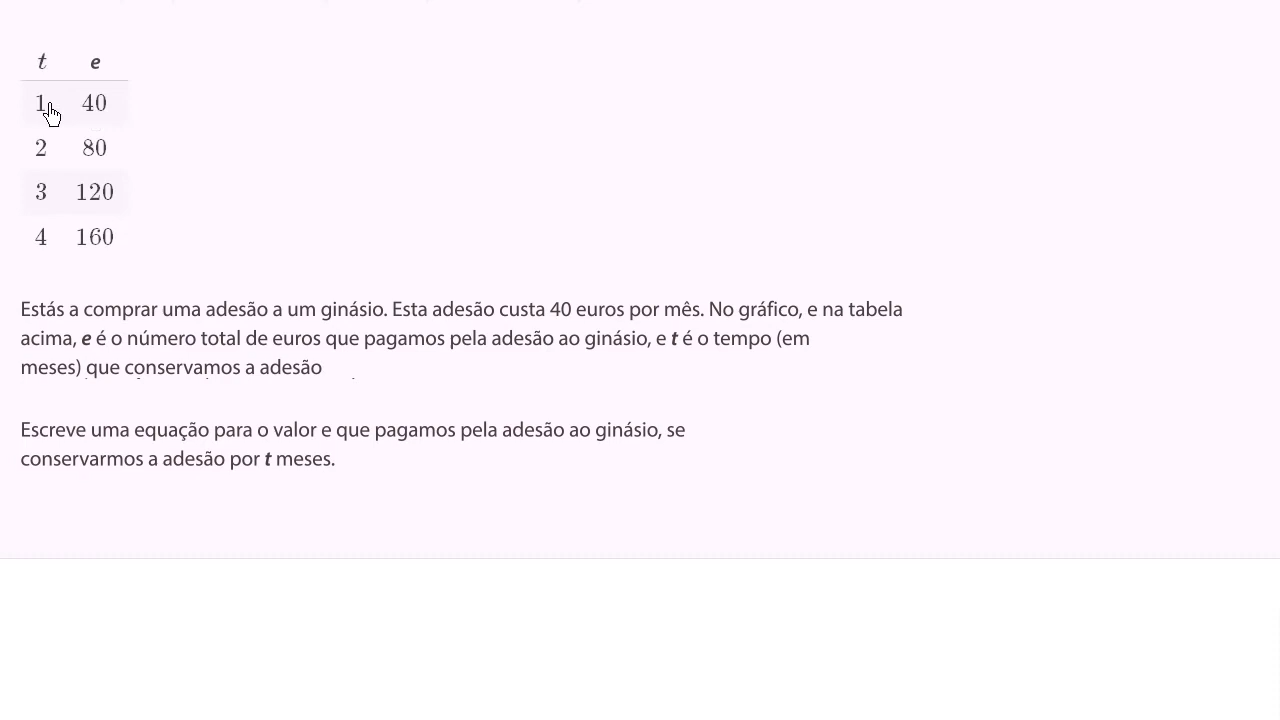 t e
1 40
2 80
3 120
4 160
Estás a comprar uma adesão a um ginásio. Esta adesão custa 40 euros por mês. No gráfico, e na tabela
acima, e é o número total de euros que pagamos pela adesão ao ginásio, e t é o tempo (em
meses) que conservamos a adesão
Escreve uma equação para o valor e que pagamos pela adesão ao ginásio, se
conservarmos a adesão por t meses.